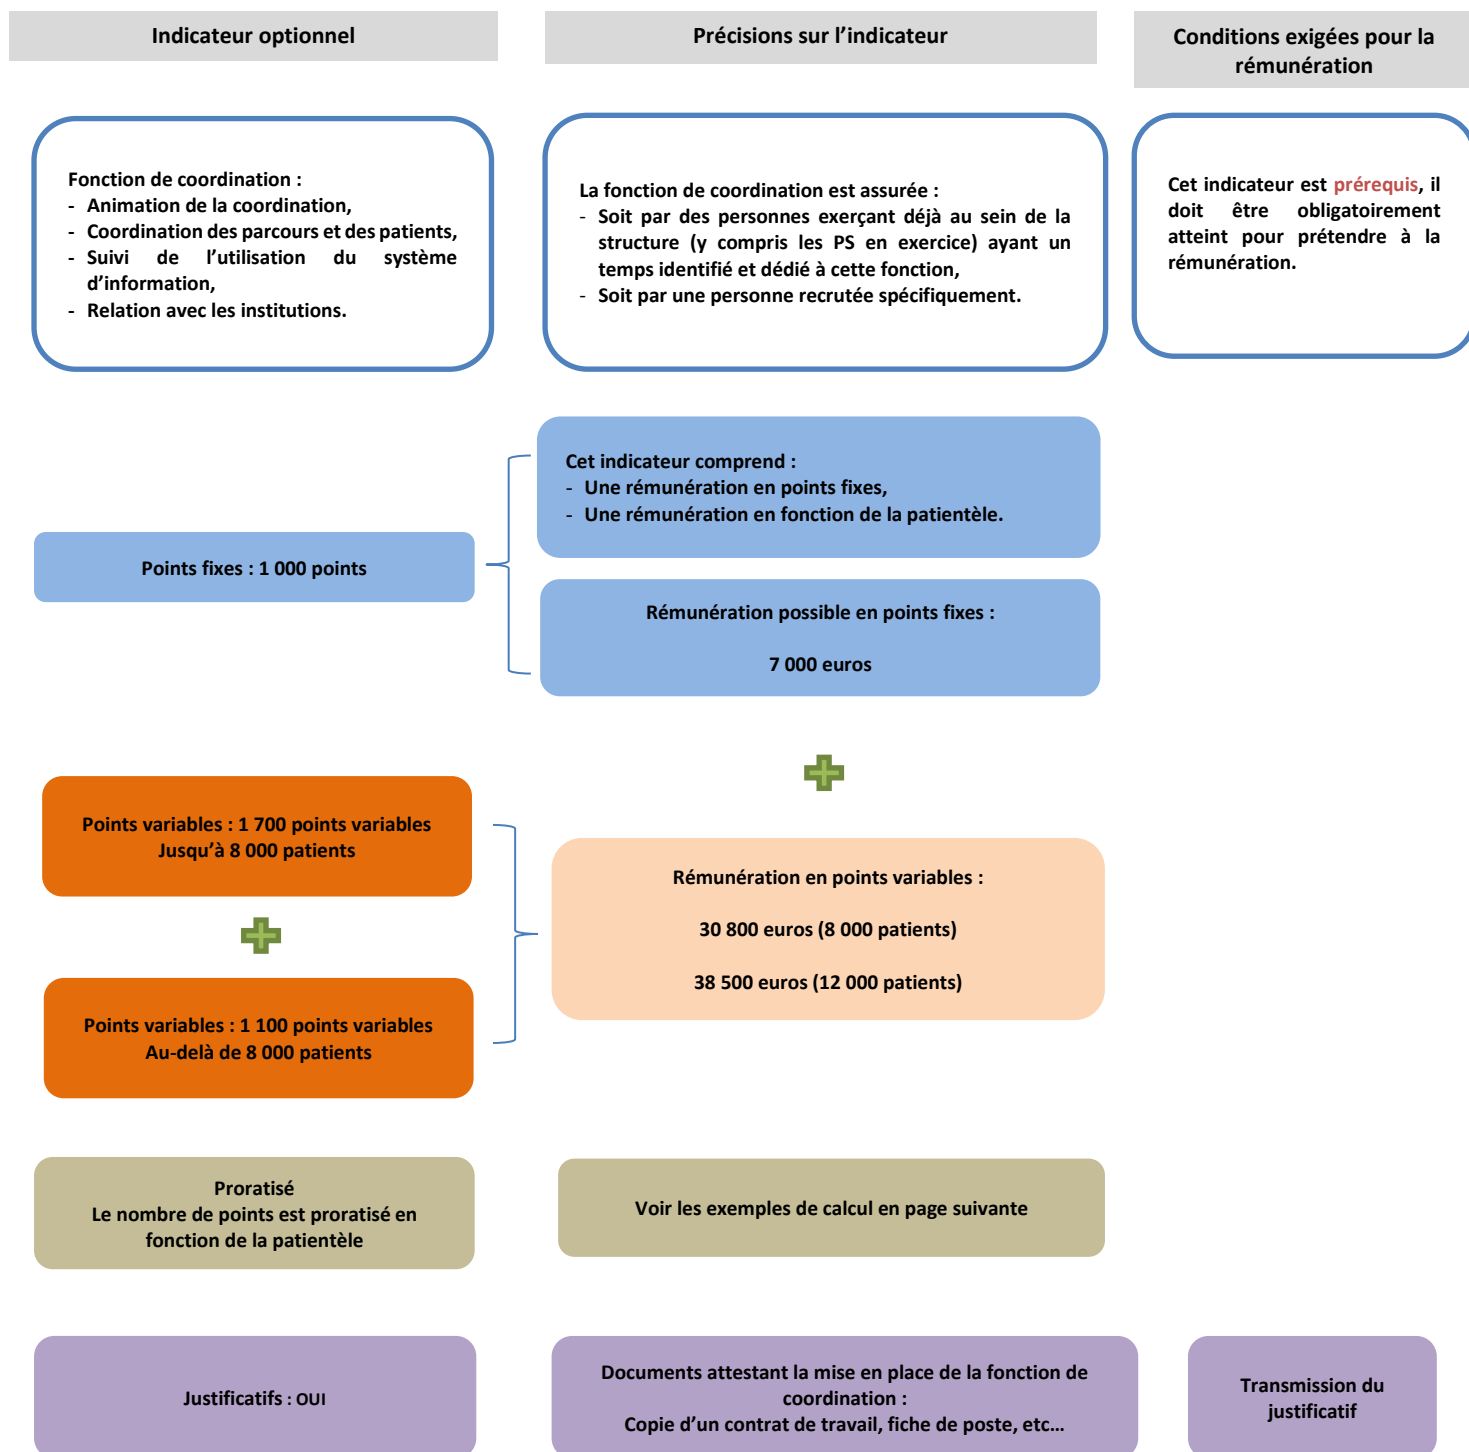 Indicateur optionnel
Précisions sur l'indicateur
Conditions exigées pour la
rémunération
Fonction de coordination :
- Animation de la coordination,
- Coordination des parcours et des patients,
- Suivi de l'utilisation du système
d'information,
- Relation avec les institutions.
La fonction de coordination est assurée :
- Soit par des personnes exerçant déjà au sein de la
structure (y compris les PS en exercice) ayant un
temps identifié et dédié à cette fonction,
- Soit par une personne recrutée spécifiquement.
Cet indicateur est prérequis, il
doit être obligatoirement
atteint pour prétendre à la
rémunération.
Cet indicateur comprend :
- Une rémunération en points fixes,
- Une rémunération en fonction de la patientèle.
Points fixes : 1 000 points
Rémunération possible en points fixes :
7 000 euros
Points variables : 1 700 points variables
Jusqu'à 8 000 patients
Rémunération en points variables :
30 800 euros (8 000 patients)
38 500 euros (12 000 patients)
Points variables : 1 100 points variables
Au-delà de 8 000 patients
Proratisé
Le nombre de points est proratisé en
fonction de la patientèle
Voir les exemples de calcul en page suivante
Justificatifs : OUI
Documents attestant la mise en place de la fonction de
coordination :
Copie d'un contrat de travail, fiche de poste, etc...
Transmission du
justificatif